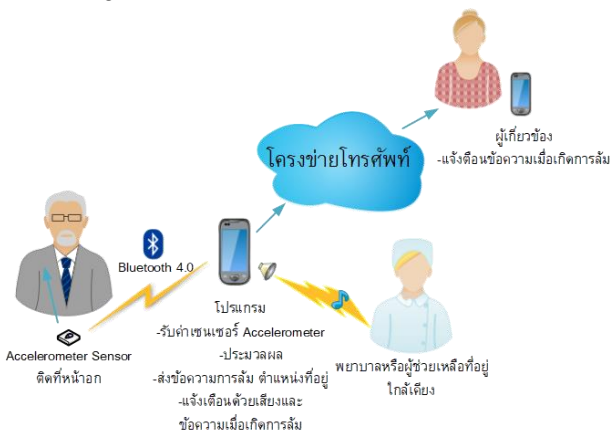 ผู้เกี่ยวข้อง
-แจ้งตือนข้อความเมื่อเกิดการล้ม
โครงข่ายโทรศัพท์
Bluetooth 4.0
Accelerometer Sensor
ติดที่หน้าอก
โปรแกรม
-รับค่าเซนเซอร์ Accelerometer
-ประมวลผล
-ส่งข้อความการล้ม ตำแหน่งที่อยู่
-แจ้งเตือนด้วยเสียงและ
ข้อความเมื่อเกิดการล้ม
พยาบาลหรือผู้ช่วยเหลือที่อยู่
ใกล้เคียง